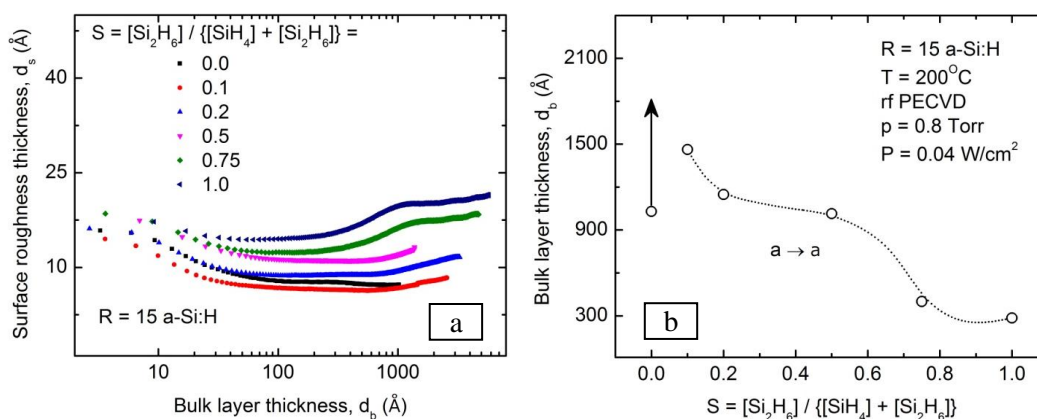 S = [Si₂H₆] / {[SiH₄] + [Si₂H₆]} =
0.0
0.1
0.2
0.5
0.75
1.0
R = 15 a-Si:H
a
Surface roughness thickness, dₛ (Å)
40
25
10
10
100
1000
Bulk layer thickness, d_b (Å)
R = 15 a-Si:H
T = 200°C
rf PECVD
p = 0.8 Torr
P = 0.04 W/cm²
a → a
b
Bulk layer thickness, d_b (Å)
2100
1500
900
300
0.0
0.2
0.4
0.6
0.8
1.0
S = [Si₂H₆] / {[SiH₄] + [Si₂H₆]}